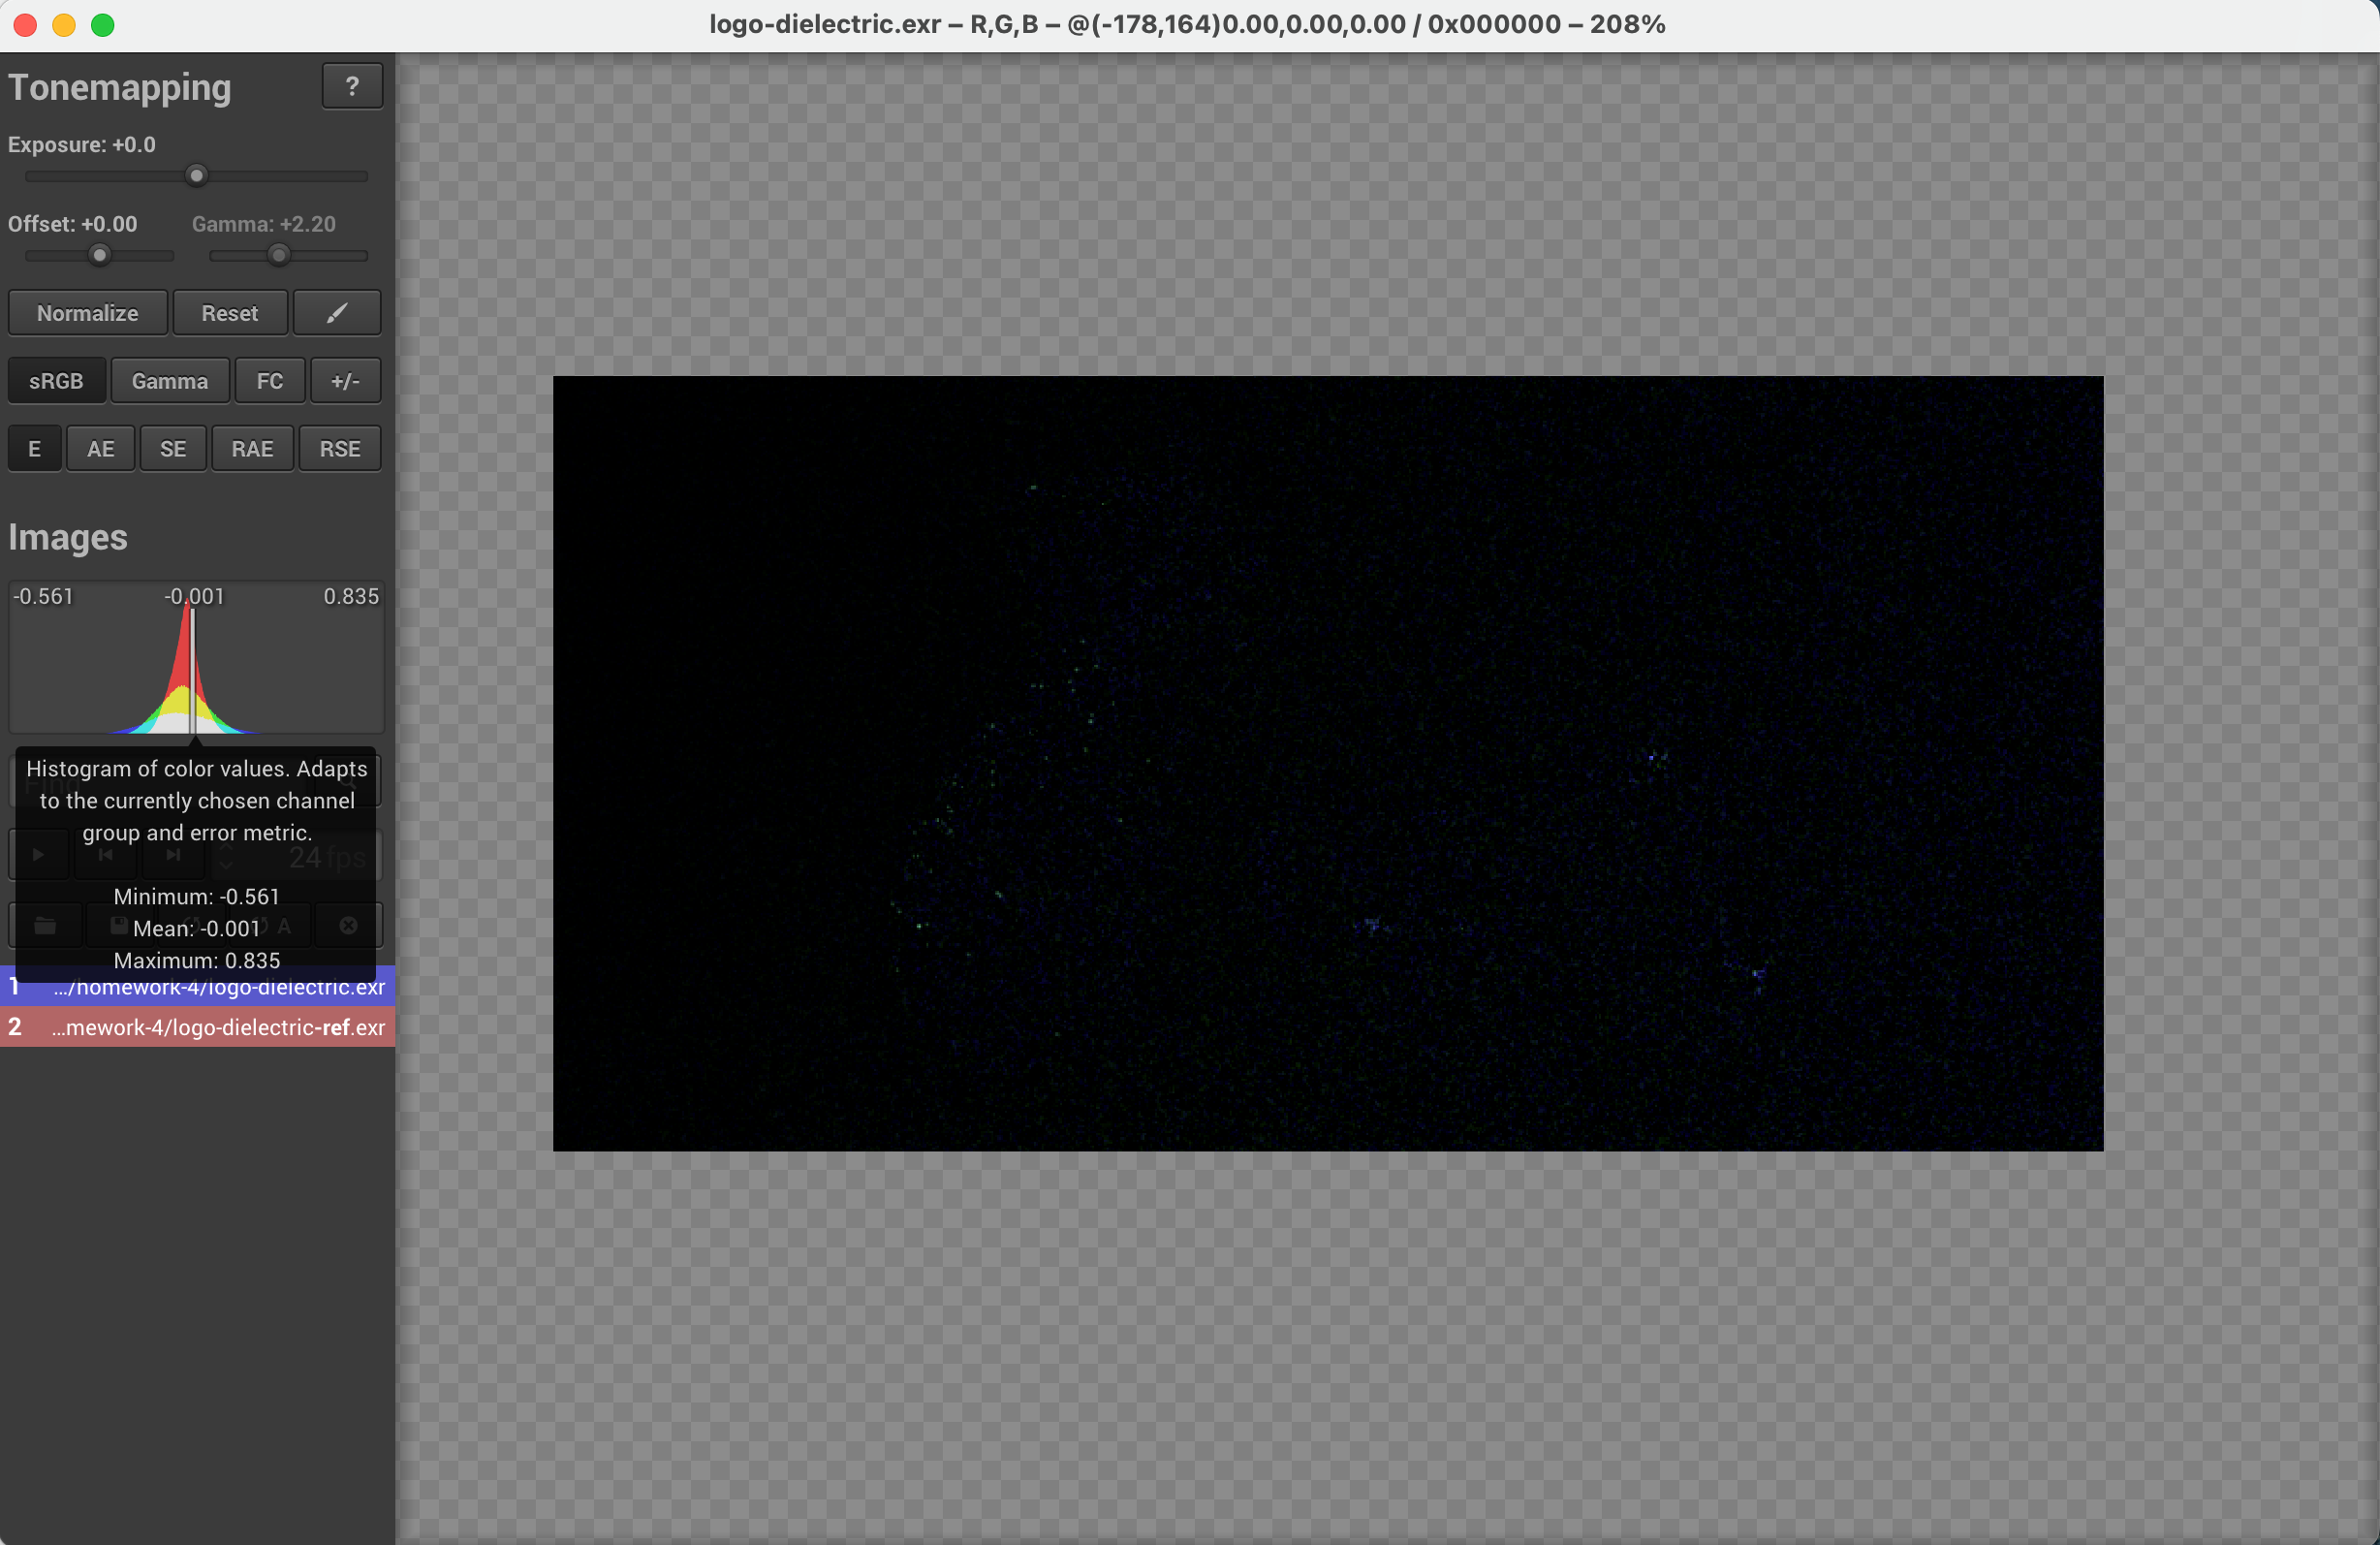 logo-dielectric.exr – R,G,B – @(-178,164)0.00,0.00,0.00 / 0x000000 – 208%
Tonemapping
?
Exposure: +0.0
Offset: +0.00 Gamma: +2.20
Normalize Reset
sRGB Gamma FC +/-
E AE SE RAE RSE
Images
-0.561 -0.001 0.835
Histogram of color values. Adapts
to the currently chosen channel
group and error metric.
24 fps
Minimum: -0.561
Mean: -0.001
A
Maximum: 0.835
1 .../homework-4/logo-dielectric.exr
2 ...mework-4/logo-dielectric-ref.exr